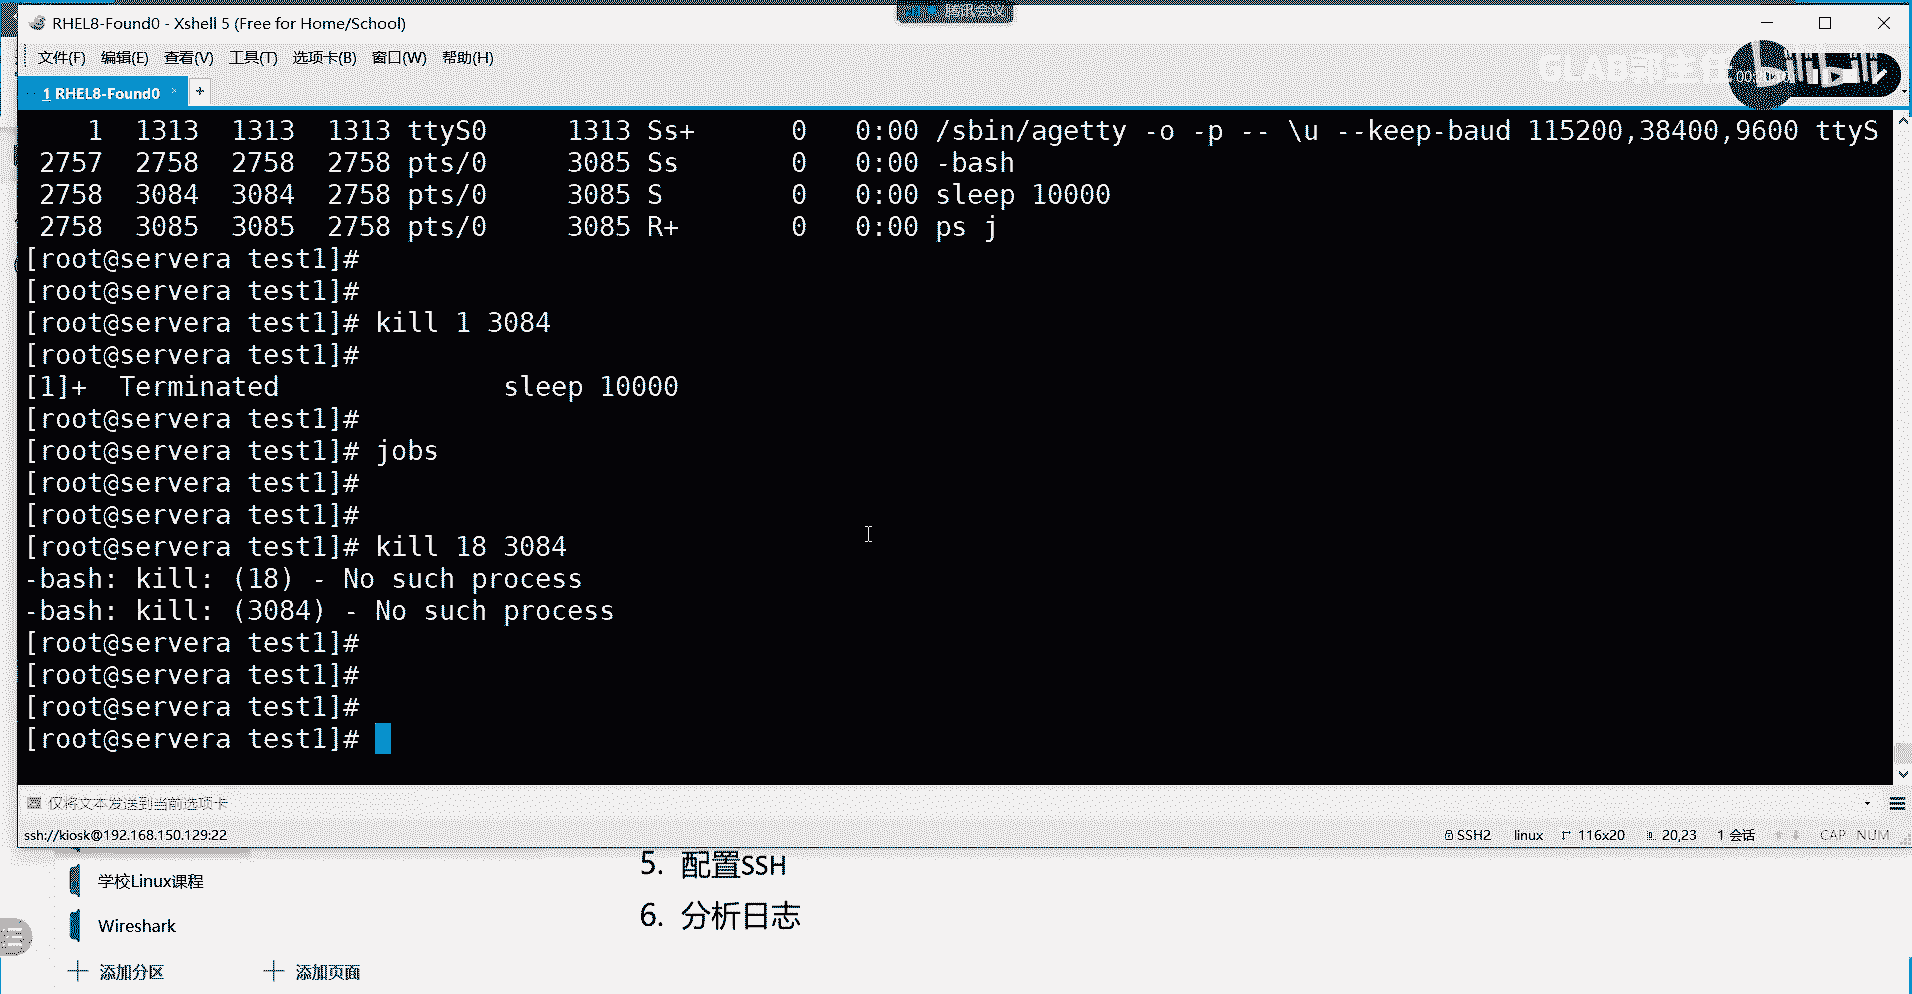 腾讯会议
RHEL8-Found0 - Xshell 5 (Free for Home/School)
文件(F) 编辑(E) 查看(V) 工具(T) 选项卡(B) 窗口(W) 帮助(H)
GLAB郭主任
bilibili
1 RHEL8-Found0 × +
1 1313 1313 1313 ttyS0 1313 Ss+ 0 0:00 /sbin/agetty -o -p -- \u --keep-baud 115200,38400,9600 ttyS
2757 2758 2758 2758 pts/0 3085 Ss 0 0:00 -bash
2758 3084 3084 2758 pts/0 3085 S 0 0:00 sleep 10000
2758 3085 3085 2758 pts/0 3085 R+ 0 0:00 ps j
[root@servera test1]#
[root@servera test1]#
[root@servera test1]# kill 1 3084
[root@servera test1]#
[1]+ Terminated sleep 10000
[root@servera test1]#
[root@servera test1]# jobs
[root@servera test1]#
[root@servera test1]#
[root@servera test1]# kill 18 3084
-bash: kill: (18) - No such process
-bash: kill: (3084) - No such process
[root@servera test1]#
[root@servera test1]#
[root@servera test1]#
[root@servera test1]#
仅将文本发送到当前选项卡
ssh://kiosk@192.168.150.129:22 SSH2 linux 116x20 20,23 1 会话 CAP NUM
5. 配置SSH
学校Linux课程
6. 分析日志
Wireshark
添加分区 添加页面